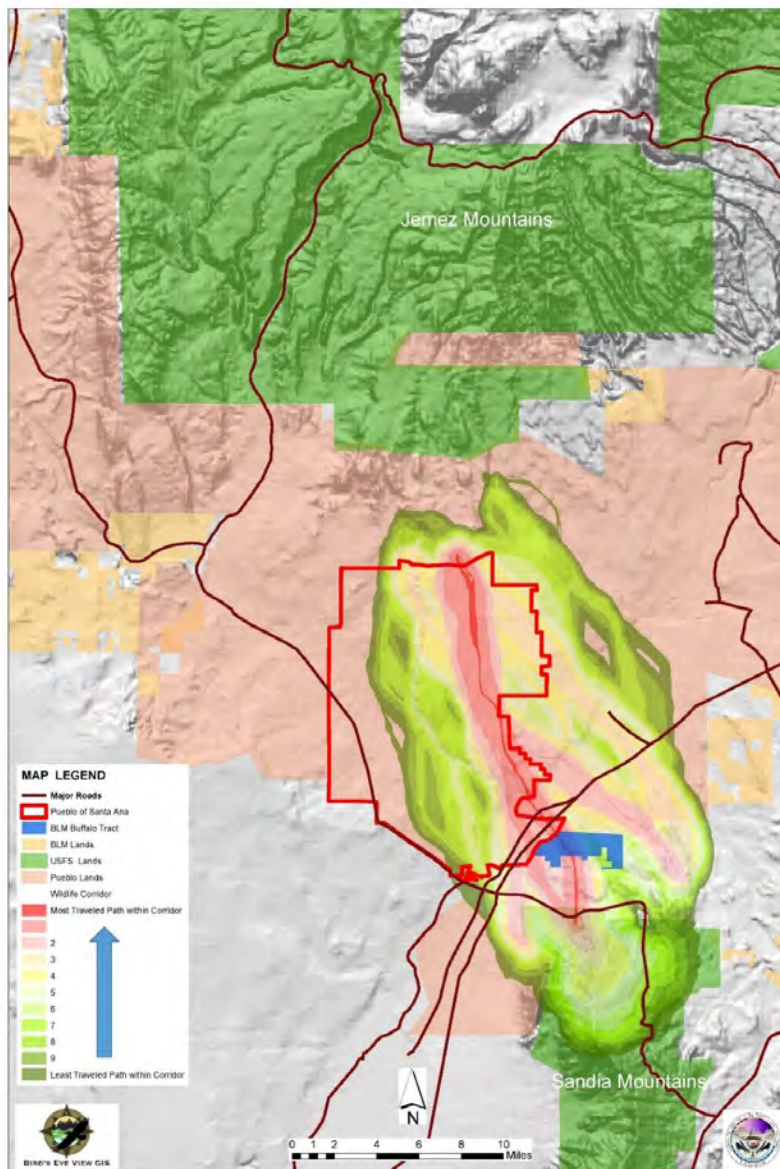 Jemez Mountains
MAP LEGEND
Major Roads
Pueblo of Santa Ana
BLM Buffalo Tract
BLM Lands
USFS Lands
Pueblo Lands
Wildlife Corridor
Most Traveled Path within Corridor
2
3
4
5
6
7
8
9
Least Traveled Path within Corridor
Sandia Mountains
N
0 1 2 4 6 8 10
Miles
BIRD'S EYE VIEW GIS